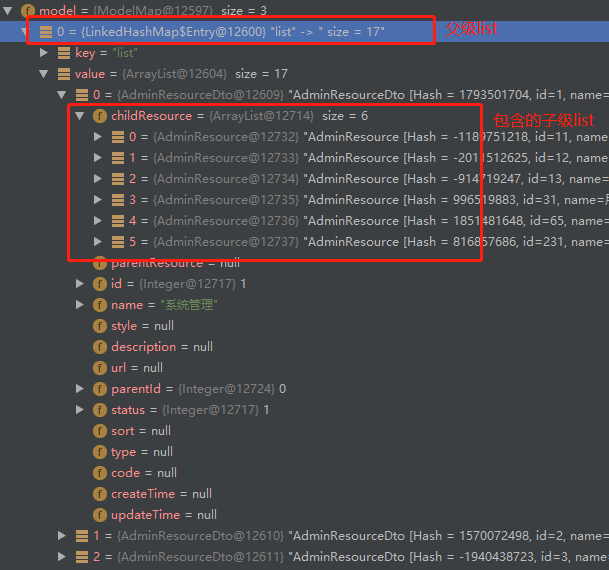 model = {ModelMap@12597} size = 3
0 = {LinkedHashMap$Entry@12600} "list" -> " size = 17"
父级list
key = "list"
value = {ArrayList@12604} size = 17
0 = {AdminResourceDto@12609} "AdminResourceDto [Hash = 1793501704, id=1, name=
childResource = {ArrayList@12714} size = 6
包含的子级list
0 = {AdminResource@12732} "AdminResource [Hash = -1189751218, id=11, name=
1 = {AdminResource@12733} "AdminResource [Hash = -2011512625, id=12, name=
2 = {AdminResource@12734} "AdminResource [Hash = -914719247, id=13, name=
3 = {AdminResource@12735} "AdminResource [Hash = 996519883, id=31, name=
4 = {AdminResource@12736} "AdminResource [Hash = 1851481648, id=65, name=
5 = {AdminResource@12737} "AdminResource [Hash = 816857686, id=231, name=
parentResource = null
id = {Integer@12717} 1
name = "系统管理"
style = null
description = null
url = null
parentId = {Integer@12724} 0
status = {Integer@12717} 1
sort = null
type = null
code = null
createTime = null
updateTime = null
1 = {AdminResourceDto@12610} "AdminResourceDto [Hash = 1570072498, id=2, name=
2 = {AdminResourceDto@12611} "AdminResourceDto [Hash = -1940438723, id=3, name=